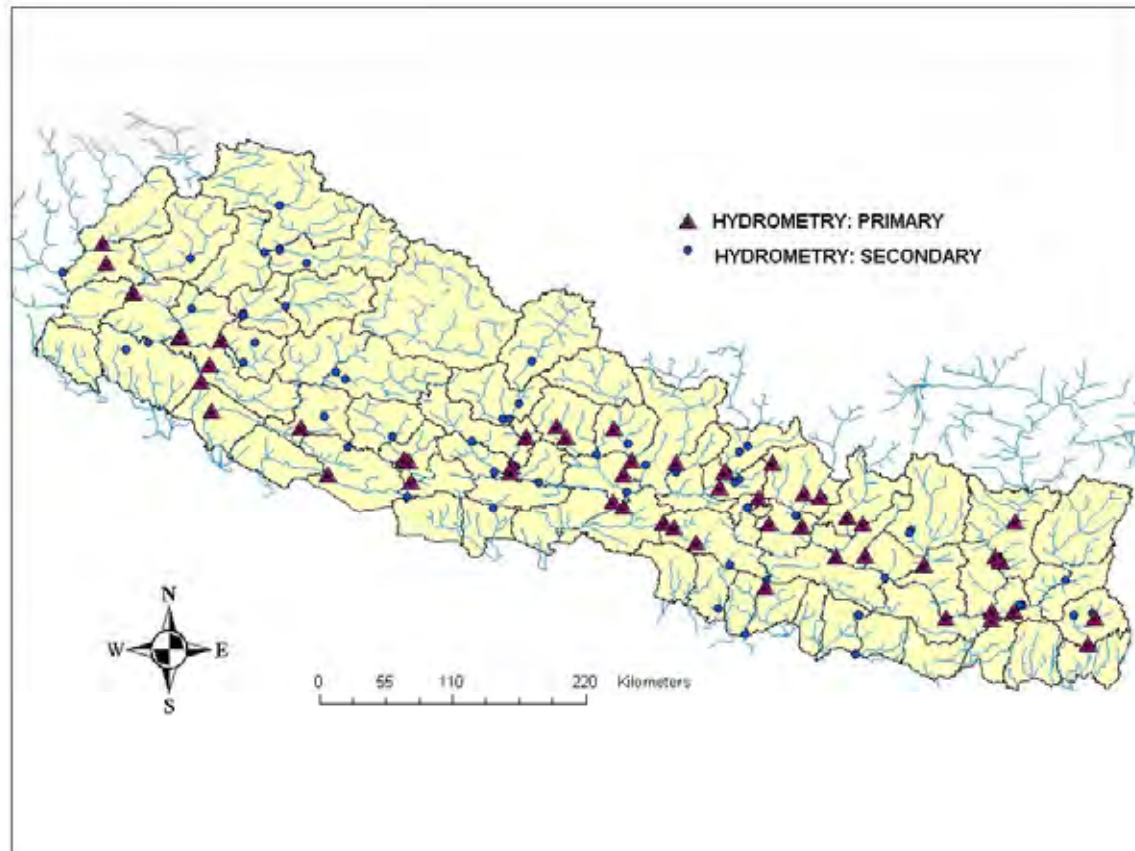 HYDROMETRY: PRIMARY
HYDROMETRY: SECONDARY
N
W E
S
0 55 110 220 Kilometers